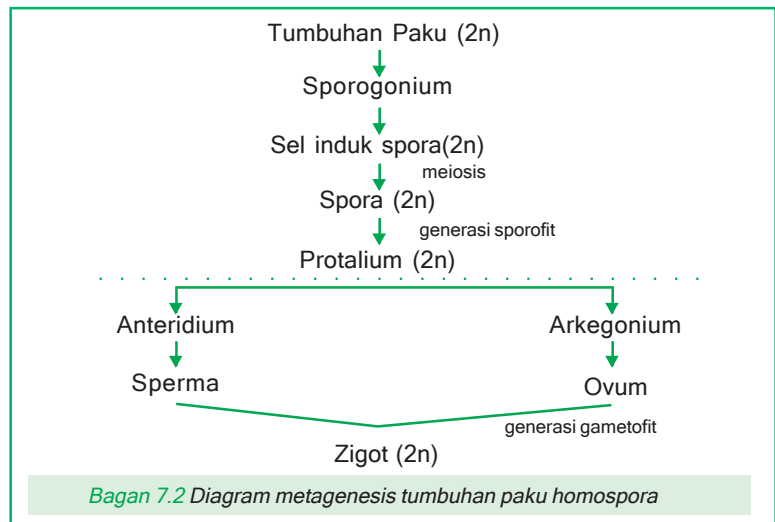 Tumbuhan Paku (2n)
Sporogonium
Sel induk spora(2n)
meiosis
Spora (2n)
generasi sporofit
Protalium (2n)
Anteridium
Arkegonium
Sperma
Ovum
generasi gametofit
Zigot (2n)
Bagan 7.2 Diagram metagenesis tumbuhan paku homospora